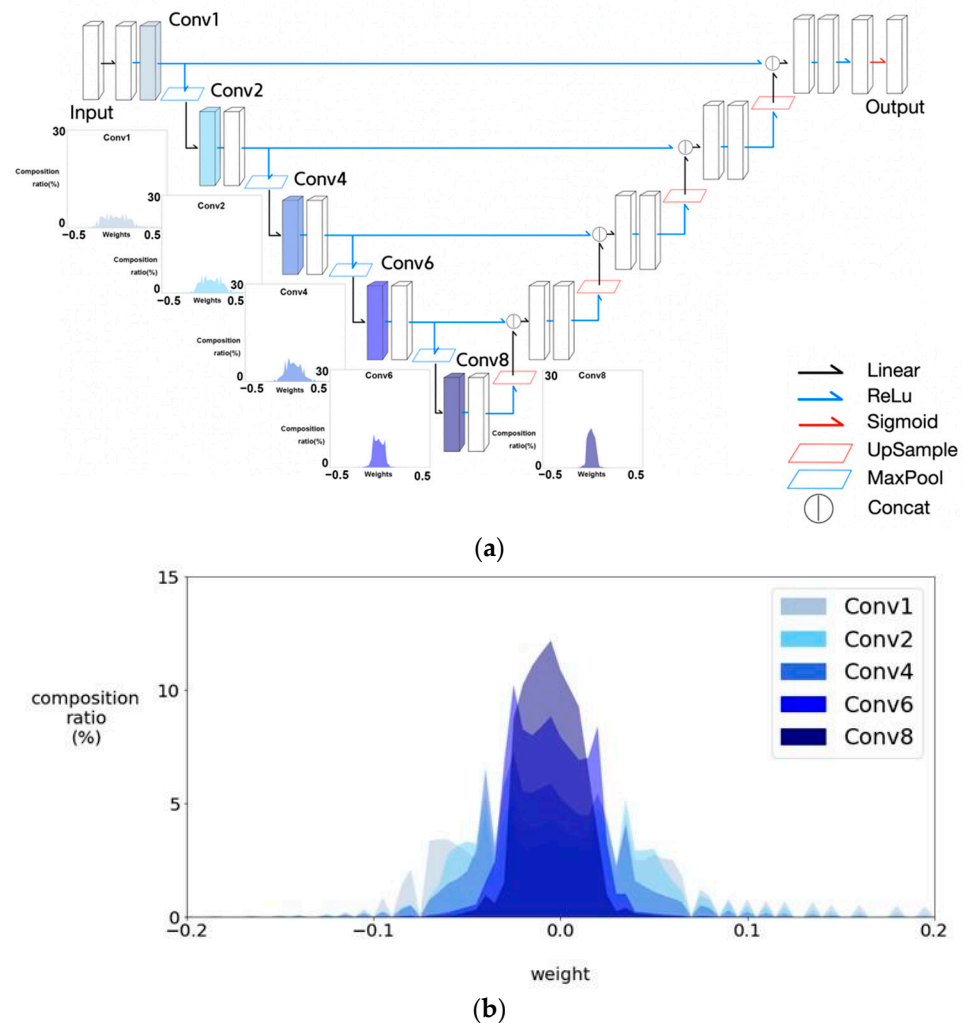 Conv1
Input
Output
Conv2
30
Conv1
Composition
ratio(%)
0
−0.5
Weights
0.5
Conv4
30
Conv2
Composition
ratio(%)
0
−0.5
Weights
0.5
Conv6
30
Conv4
Composition
ratio(%)
0
−0.5
Weights
0.5
Conv8
30
Conv6
Composition
ratio(%)
0
−0.5
Weights
0.5
30
Conv8
Composition
ratio(%)
0
−0.5
Weights
0.5
Linear
ReLu
Sigmoid
UpSample
MaxPool
Concat
(a)
15
10
5
0
composition
ratio
(%)
Conv1
Conv2
Conv4
Conv6
Conv8
−0.2
−0.1
0.0
0.1
0.2
weight
(b)